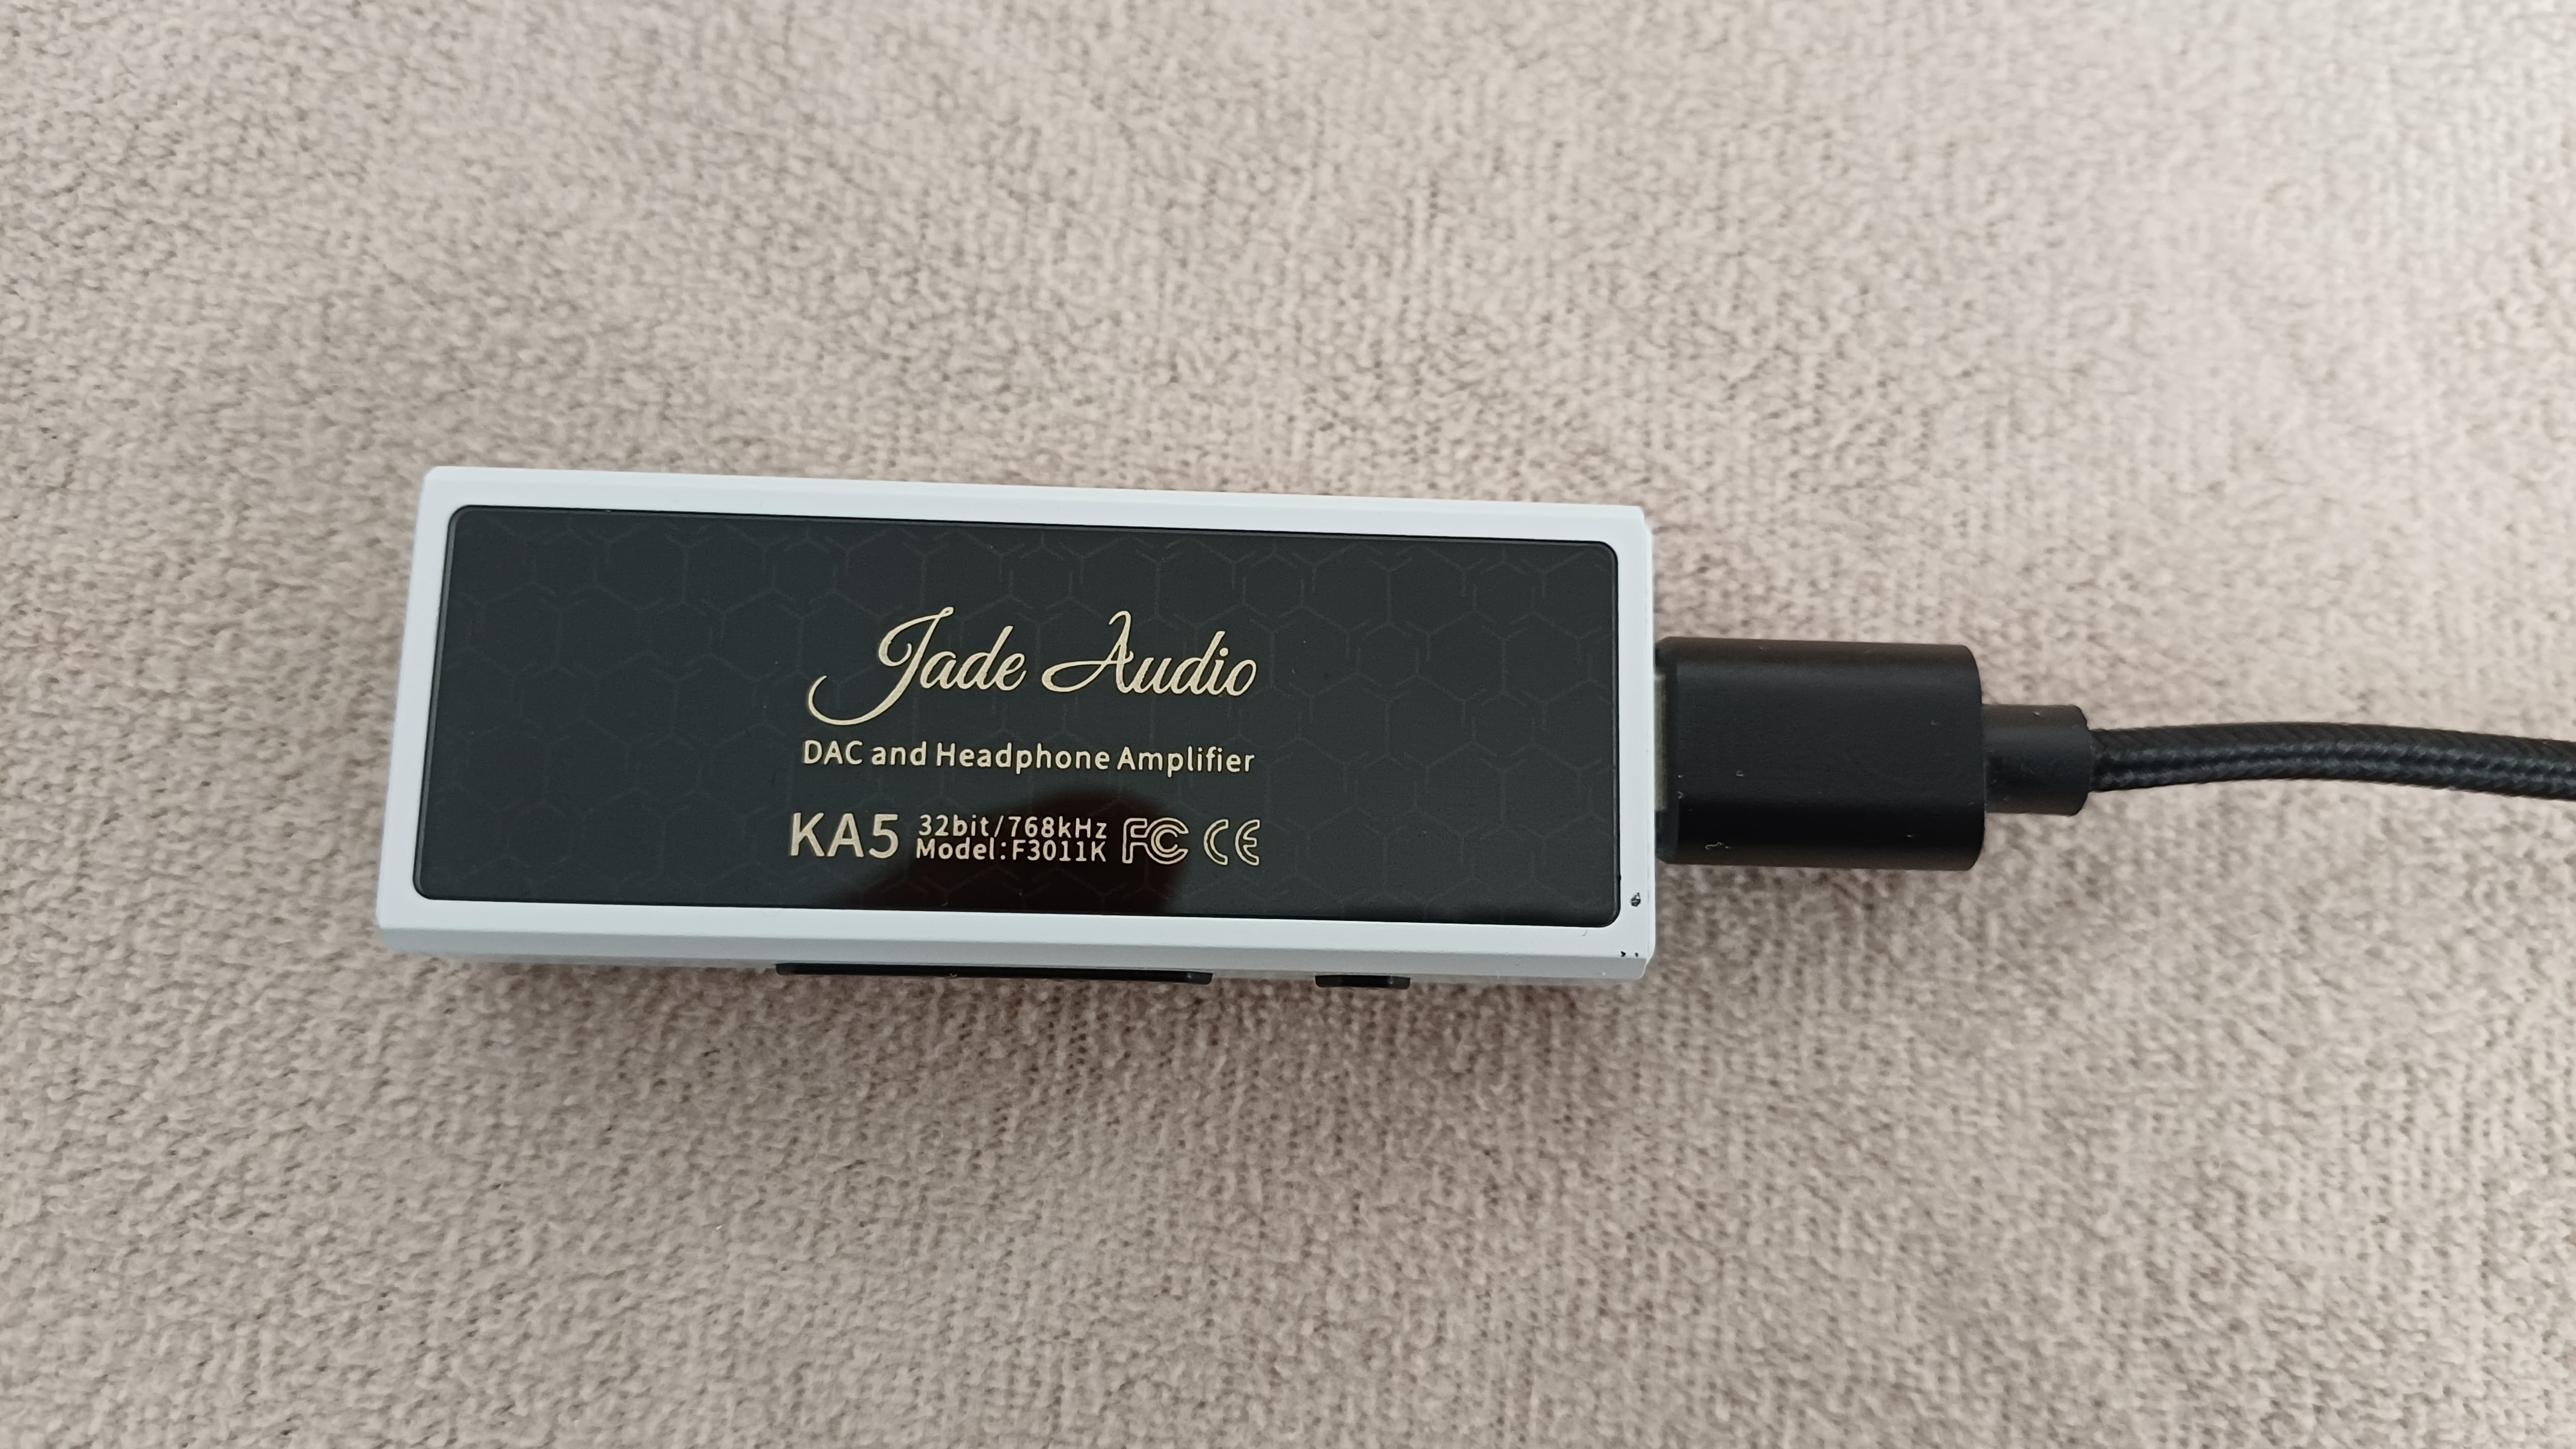 Jade Audio
DAC and Headphone Amplifier
KA5 32bit/768kHz FC CE
Model:F3011K